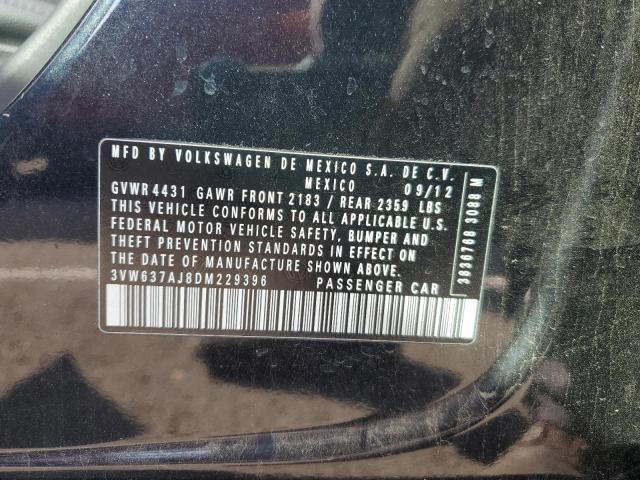 MFD BY VOLKSWAGEN DE MEXICO S.A. DE C.V.
MEXICO 09/12
GVWR 4431 GAWR FRONT 2183 / REAR 2359 LBS
THIS VEHICLE CONFORMS TO ALL APPLICABLE U.S.
FEDERAL MOTOR VEHICLE SAFETY, BUMPER AND
THEFT PREVENTION STANDARDS IN EFFECT ON
THE DATE OF MANUFACTURE SHOWN ABOVE
3VW637AJ8DM229396 PASSENGER CAR
3936768 3088 M